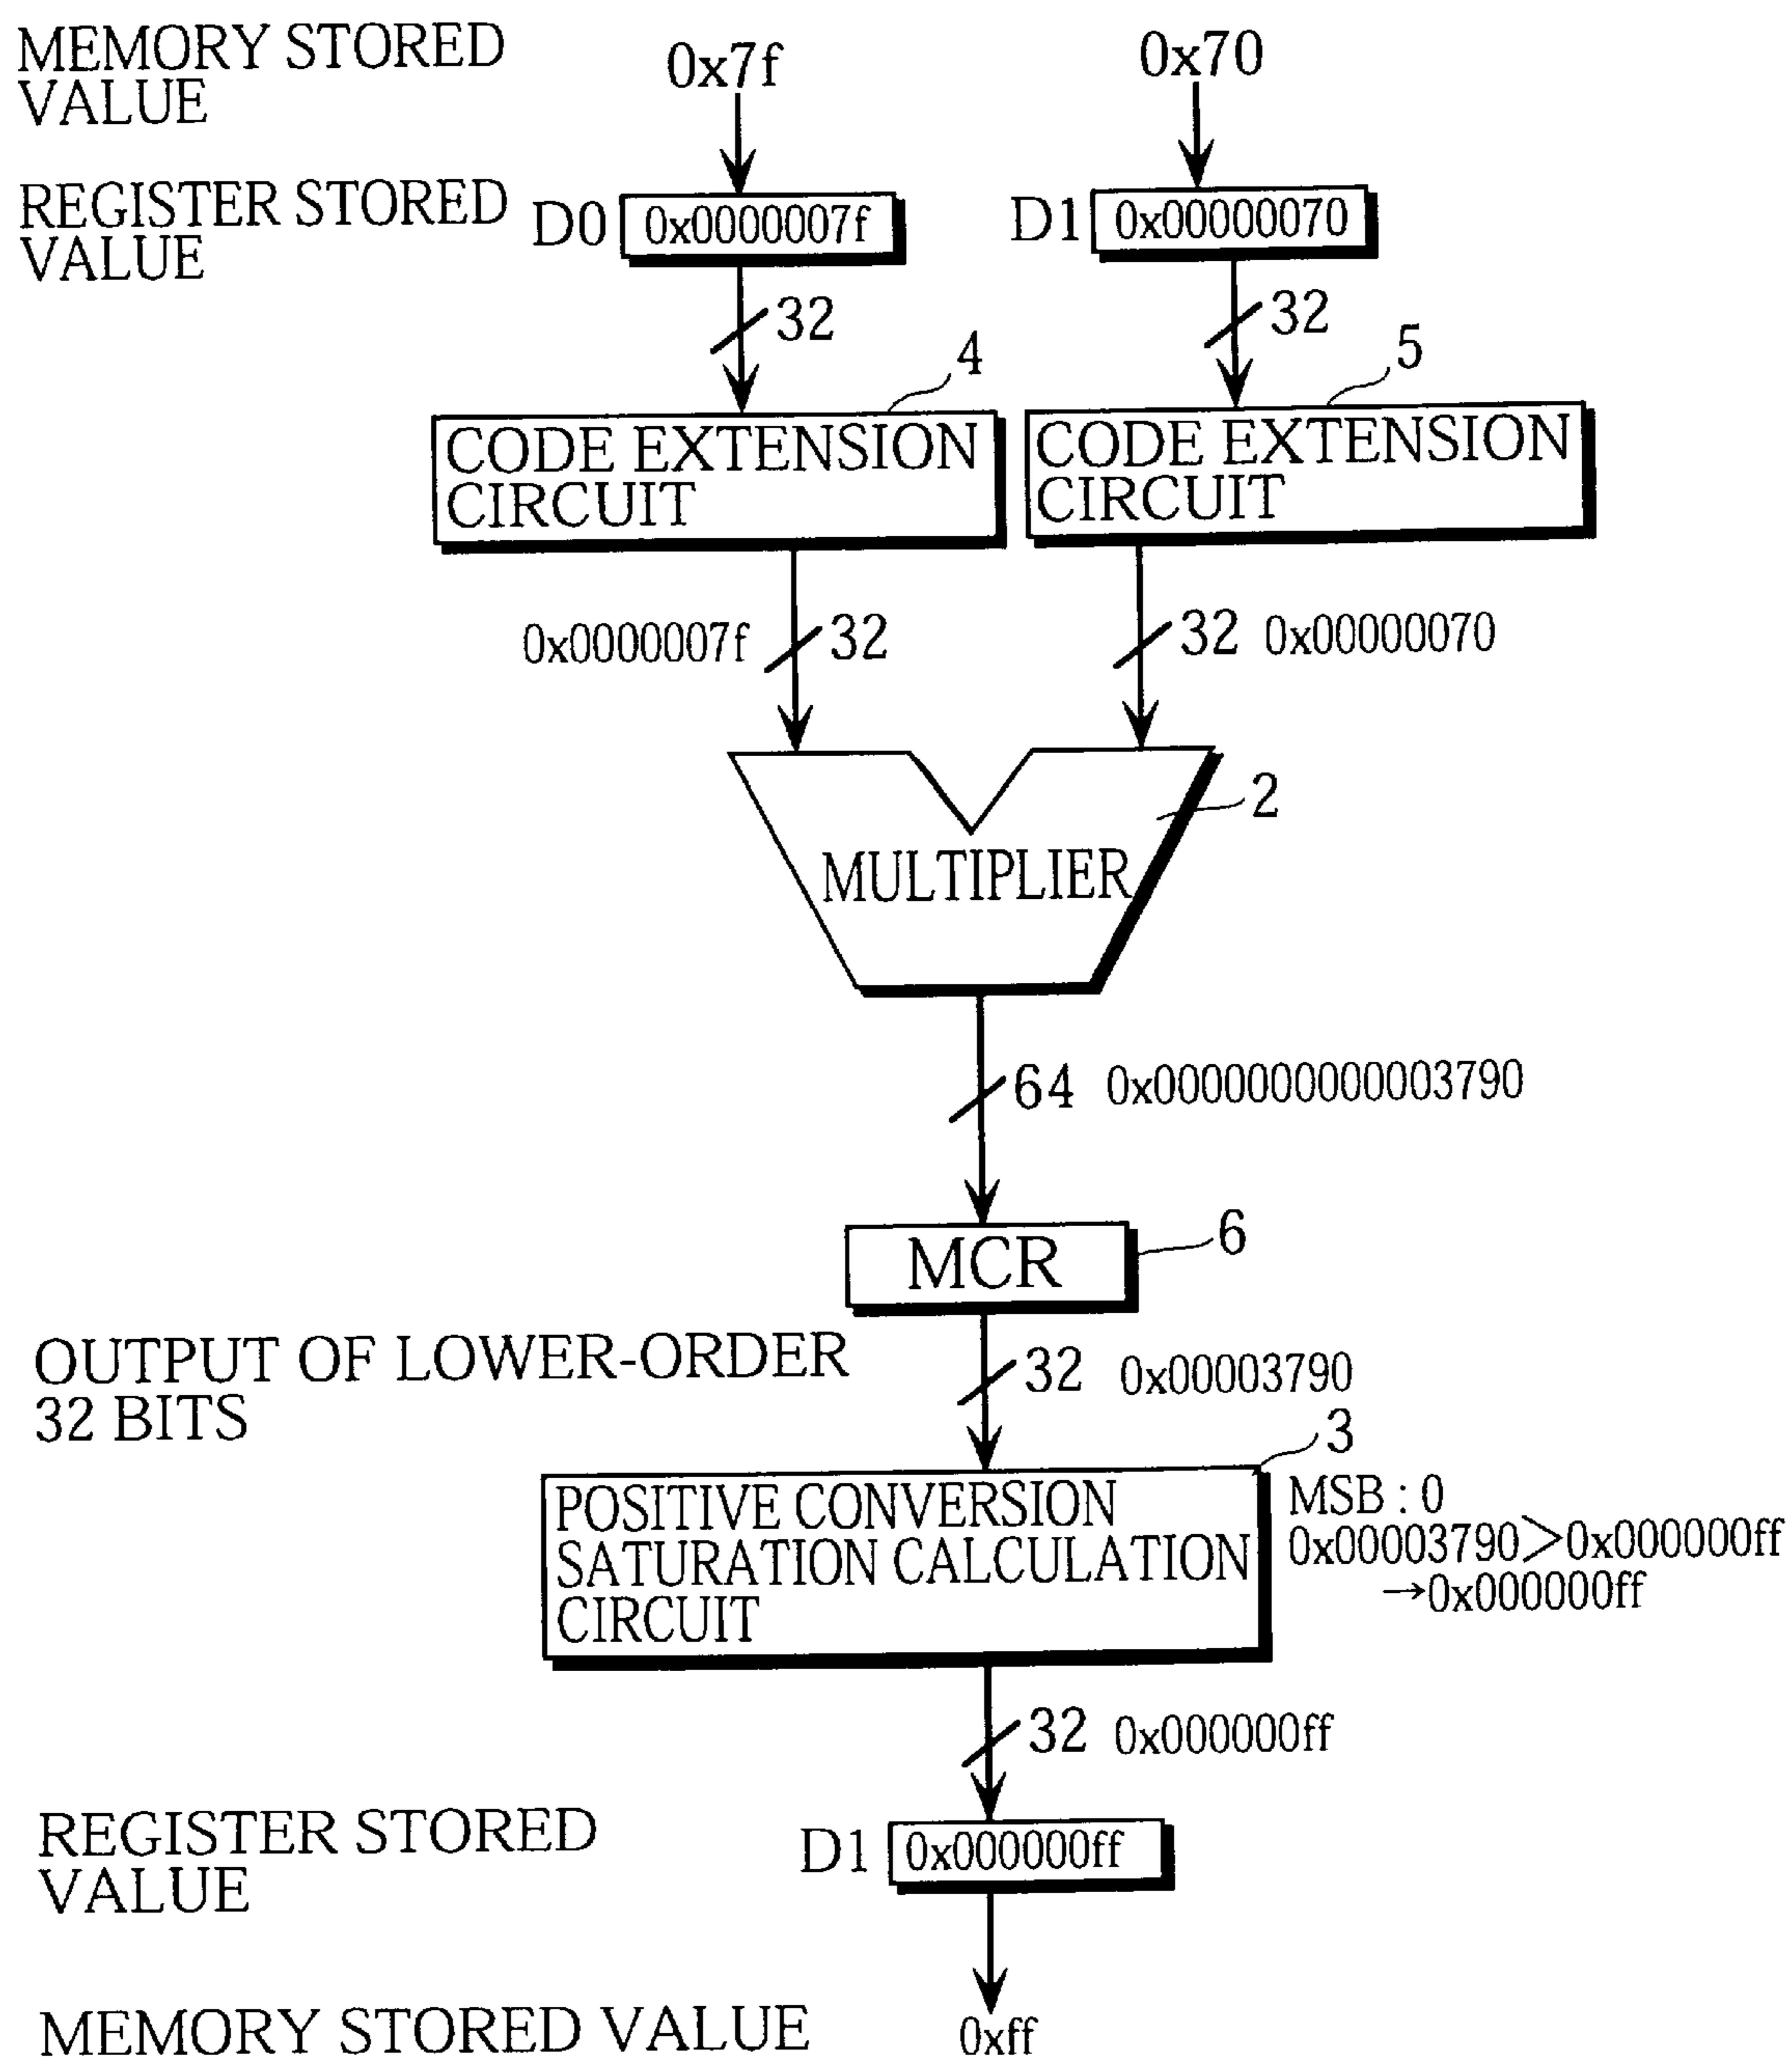 MEMORY STORED
VALUE
0x7f
0x70
REGISTER STORED
VALUE
D0
0x0000007f
D1
0x00000070
32
32
4
5
CODE EXTENSION
CIRCUIT
CODE EXTENSION
CIRCUIT
0x0000007f
32
32
0x00000070
2
MULTIPLIER
64
0x0000000000003790
MCR
6
OUTPUT OF LOWER-ORDER
32 BITS
32
0x00003790
3
POSITIVE CONVERSION
SATURATION CALCULATION
CIRCUIT
MSB : 0
0x00003790>0x000000ff
→0x000000ff
32
0x000000ff
REGISTER STORED
VALUE
D1
0x000000ff
MEMORY STORED VALUE
0xff